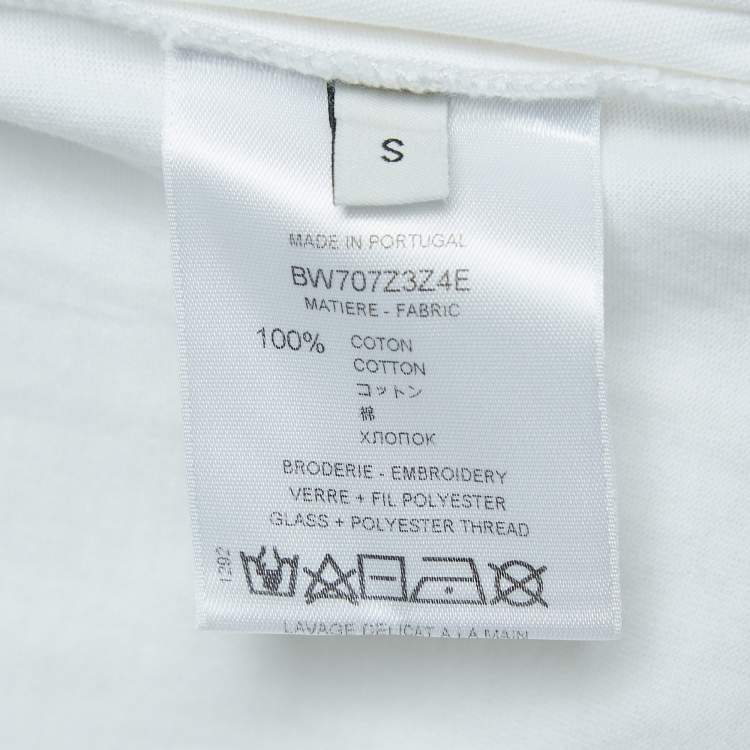 S
MADE IN PORTUGAL
BW707Z3Z4E
MATIERE - FABRIC
100% COTON
COTTON
コットン
棉
ХЛОПОК
BRODERIE - EMBROIDERY
VERRE + FIL POLYESTER
GLASS + POLYESTER THREAD
1292
LAVAGE DELICAT A LA MAIN